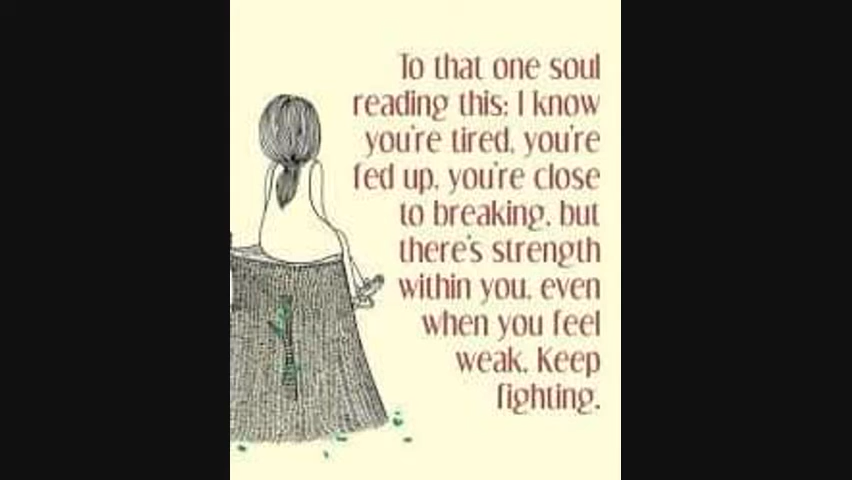 To that one soul
reading this: I know
you're tired, you're
fed up, you're close
to breaking, but
there's strength
within you, even
when you feel
weak. Keep
fighting.